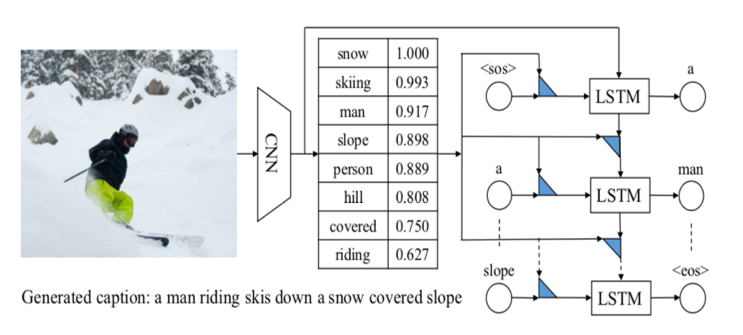 CNN
snow 1.000
skiing 0.993
man 0.917
slope 0.898
person 0.889
hill 0.808
covered 0.750
riding 0.627
<sos>
LSTM
a
a
LSTM
man
slope
LSTM
<eos>
Generated caption: a man riding skis down a snow covered slope